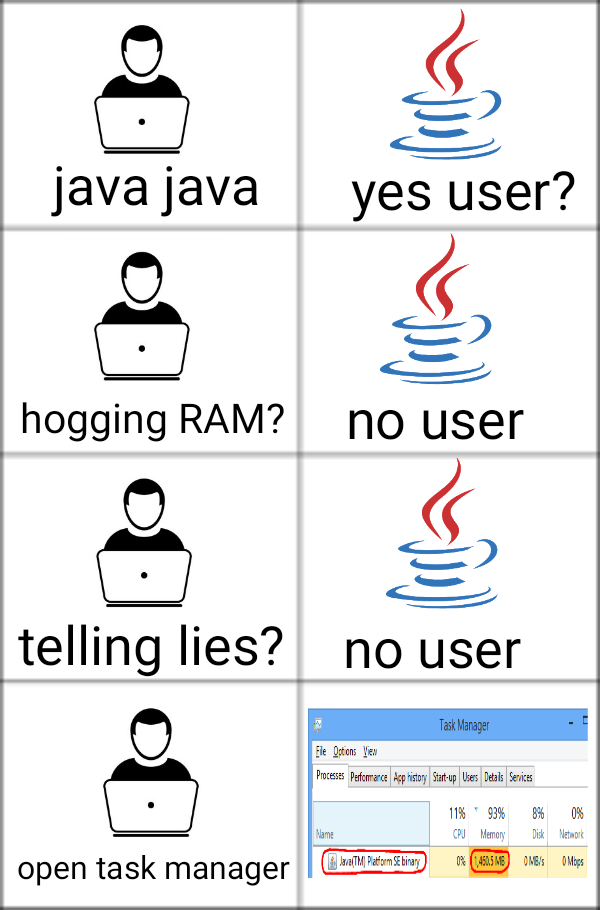 java java
yes user?
hogging RAM?
no user
telling lies?
no user
open task manager
Task Manager
File Options View
Processes Performance App history Start-up Users Details Services
11% 93% 8% 0%
Name CPU Memory Disk Network
Java(TM) Platform SE binary 0% 1,460.5 MB 0 MB/s 0 Mbps